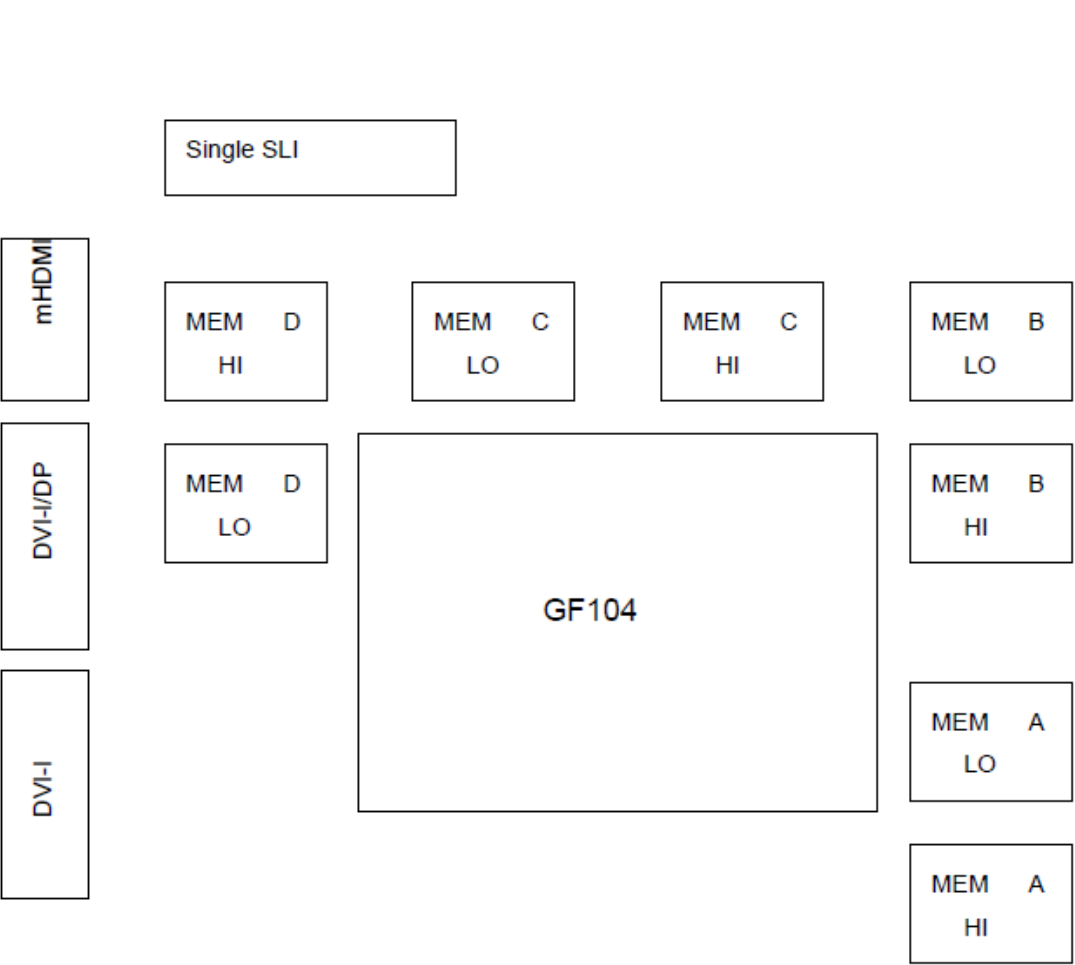 Single SLI
mHDMI
MEM D
HI
MEM C
LO
MEM C
HI
MEM B
LO
DVI-I/DP
MEM D
LO
MEM B
HI
GF104
DVI-I
MEM A
LO
MEM A
HI